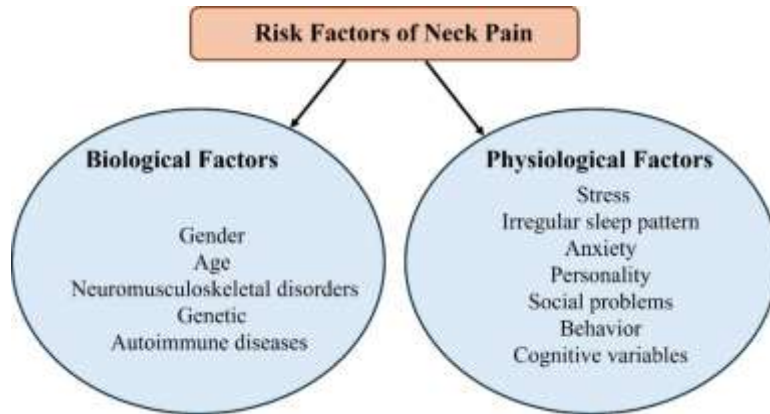 Risk Factors of Neck Pain
Biological Factors
Gender
Age
Neuromusculoskeletal disorders
Genetic
Autoimmune diseases
Physiological Factors
Stress
Irregular sleep pattern
Anxiety
Personality
Social problems
Behavior
Cognitive variables